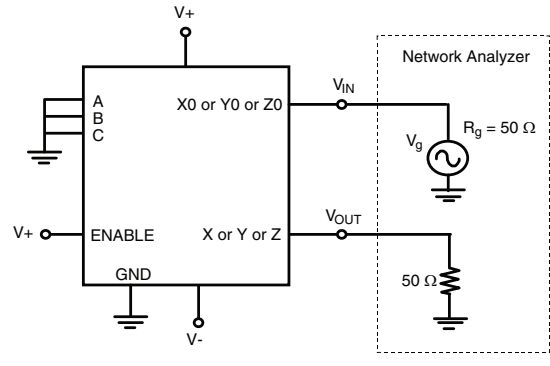 V+
Network Analyzer
A
B
C
X0 or Y0 or Z0
VIN
Vg
Rg = 50 Ω
V+
ENABLE
X or Y or Z
VOUT
GND
50 Ω
V-